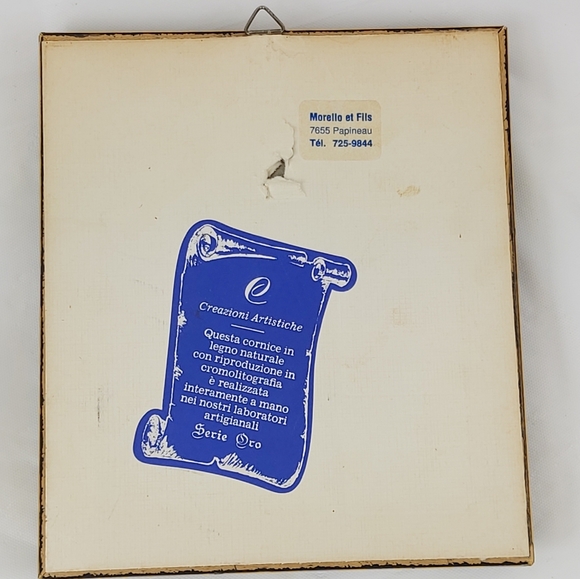 Morello et Fils
7655 Papineau
Tél. 725-9844
e
Creazioni Artistiche
Questa cornice in
legno naturale
con riproduzione in
cromolitografia
è realizzata
interamente a mano
nei nostri laboratori
artigianali
Serie Oro